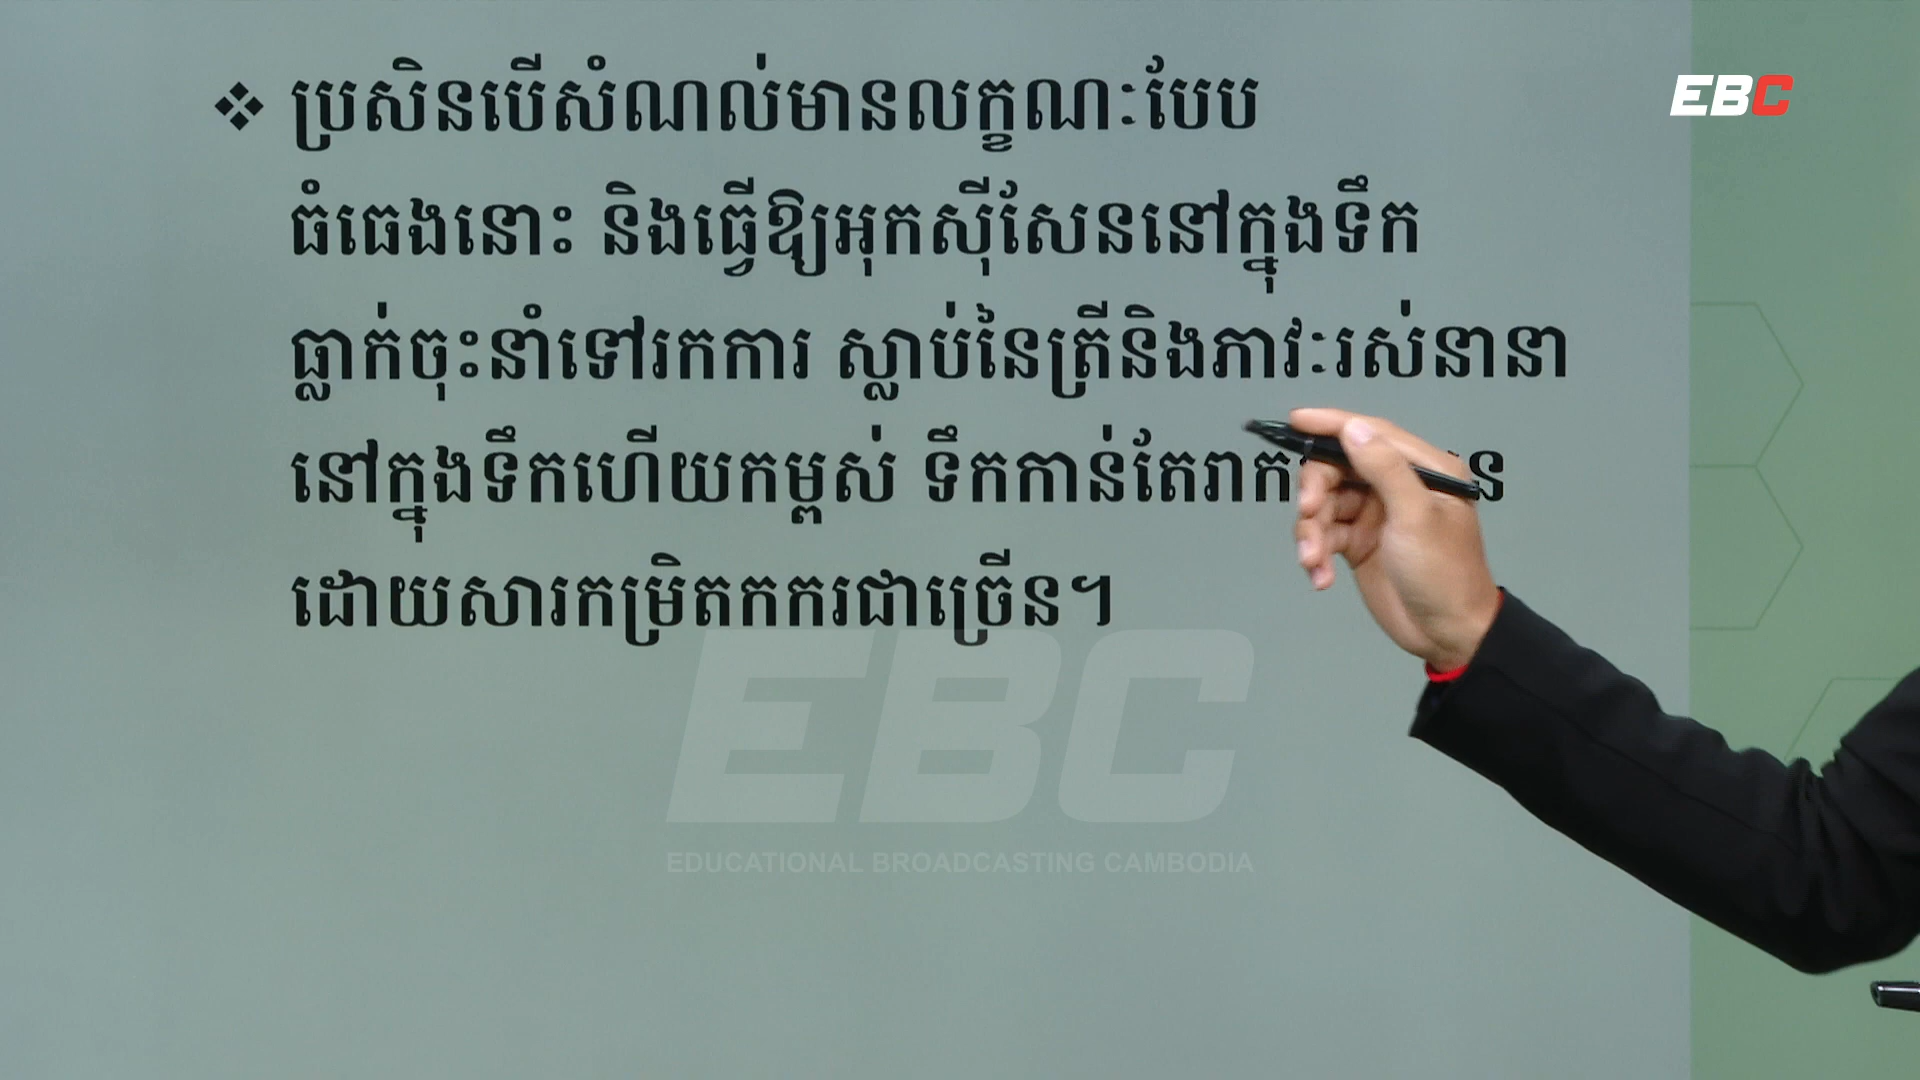 ❖ ប្រសិនបើសំណល់មានលក្ខណៈបែប
ធំធេងនោះ និងធ្វើឱ្យអុកស៊ីសែននៅក្នុងទឹក
ធ្លាក់ចុះនាំទៅរកការ ស្លាប់នៃត្រីនិងភាវៈរស់នានា
នៅក្នុងទឹកហើយកម្ពស់ ទឹកកាន់តែរាក
ដោយសារកម្រិតកករជាច្រើន។
EBC
EBC
EDUCATIONAL BROADCASTING CAMBODIA